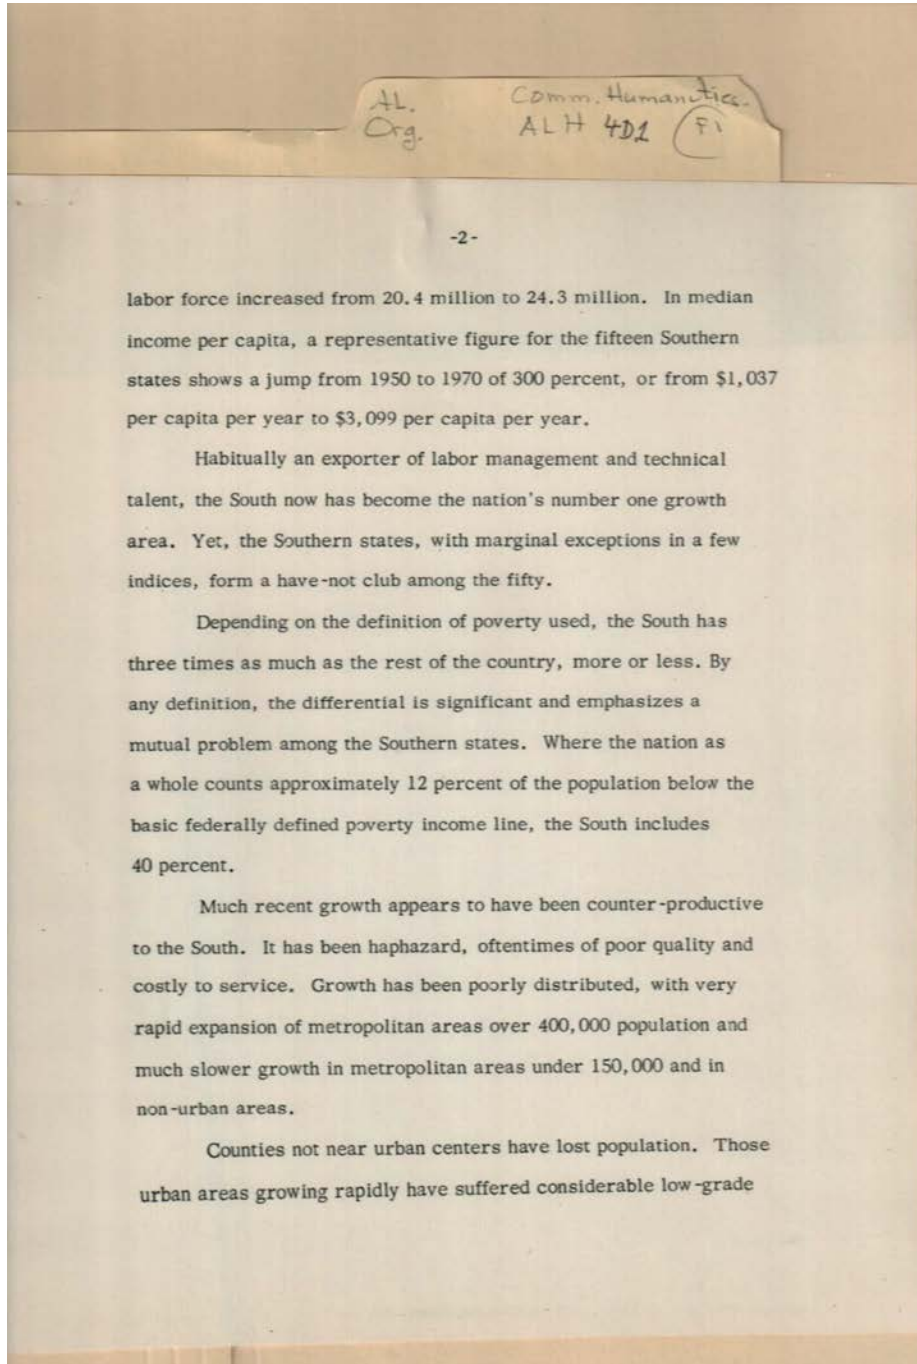 AL. Comm. Humanities.
Org. ALH 4D1 F1
-2-
labor force increased from 20.4 million to 24.3 million. In median
income per capita, a representative figure for the fifteen Southern
states shows a jump from 1950 to 1970 of 300 percent, or from $1,037
per capita per year to $3,099 per capita per year.
Habitually an exporter of labor management and technical
talent, the South now has become the nation's number one growth
area. Yet, the Southern states, with marginal exceptions in a few
indices, form a have-not club among the fifty.
Depending on the definition of poverty used, the South has
three times as much as the rest of the country, more or less. By
any definition, the differential is significant and emphasizes a
mutual problem among the Southern states. Where the nation as
a whole counts approximately 12 percent of the population below the
basic federally defined poverty income line, the South includes
40 percent.
Much recent growth appears to have been counter-productive
to the South. It has been haphazard, oftentimes of poor quality and
costly to service. Growth has been poorly distributed, with very
rapid expansion of metropolitan areas over 400,000 population and
much slower growth in metropolitan areas under 150,000 and in
non-urban areas.
Counties not near urban centers have lost population. Those
urban areas growing rapidly have suffered considerable low-grade